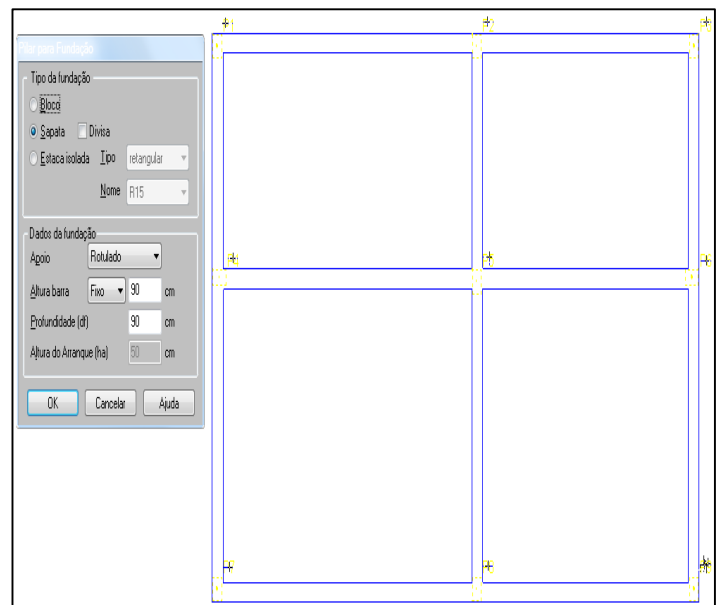 Pilar para Fundação
Tipo da fundação
Bloco
Sapata Divisa
Estaca isolada Tipo retangular
Nome R15
Dados da fundação
Apoio Rotulado
Altura barra Fixo 90 cm
Profundidade (df) 90 cm
Altura do Arranque (ha) 50 cm
OK Cancelar Ajuda